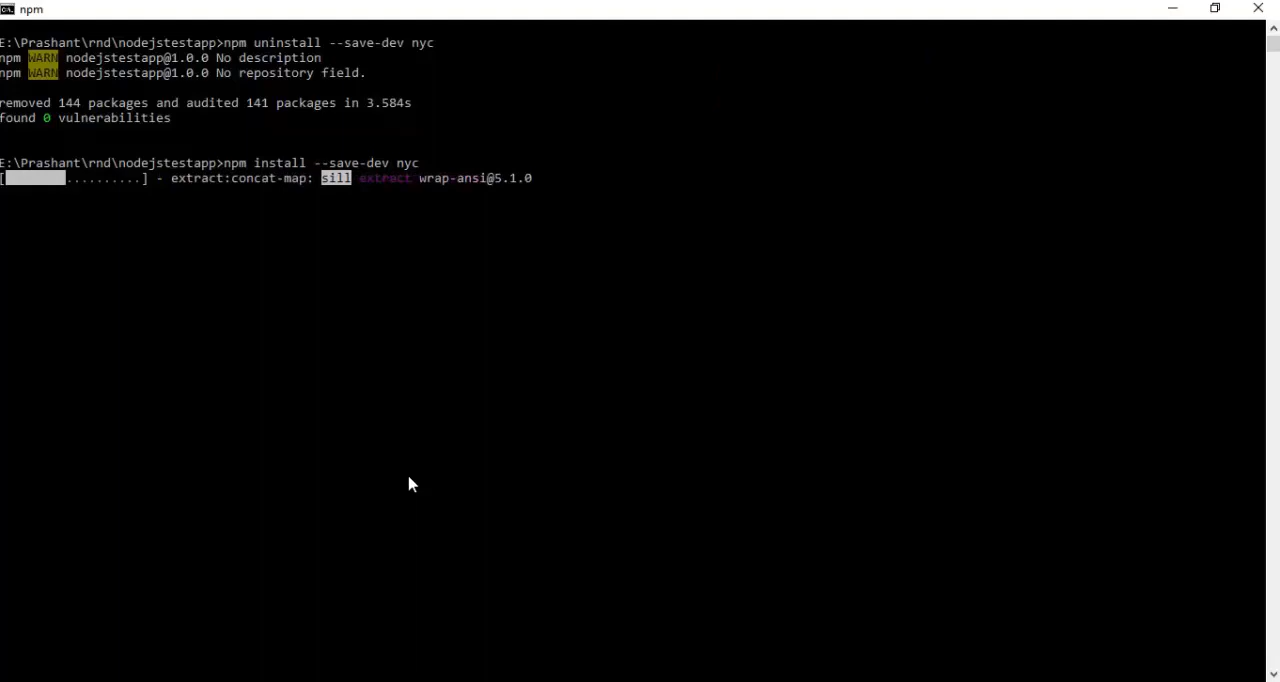 npm
E:\Prashant\rnd\nodejstestapp>npm uninstall --save-dev nyc
npm WARN nodejstestapp@1.0.0 No description
npm WARN nodejstestapp@1.0.0 No repository field.
removed 144 packages and audited 141 packages in 3.584s
found 0 vulnerabilities
E:\Prashant\rnd\nodejstestapp>npm install --save-dev nyc
[          ..........] - extract:concat-map: sill extract wrap-ansi@5.1.0